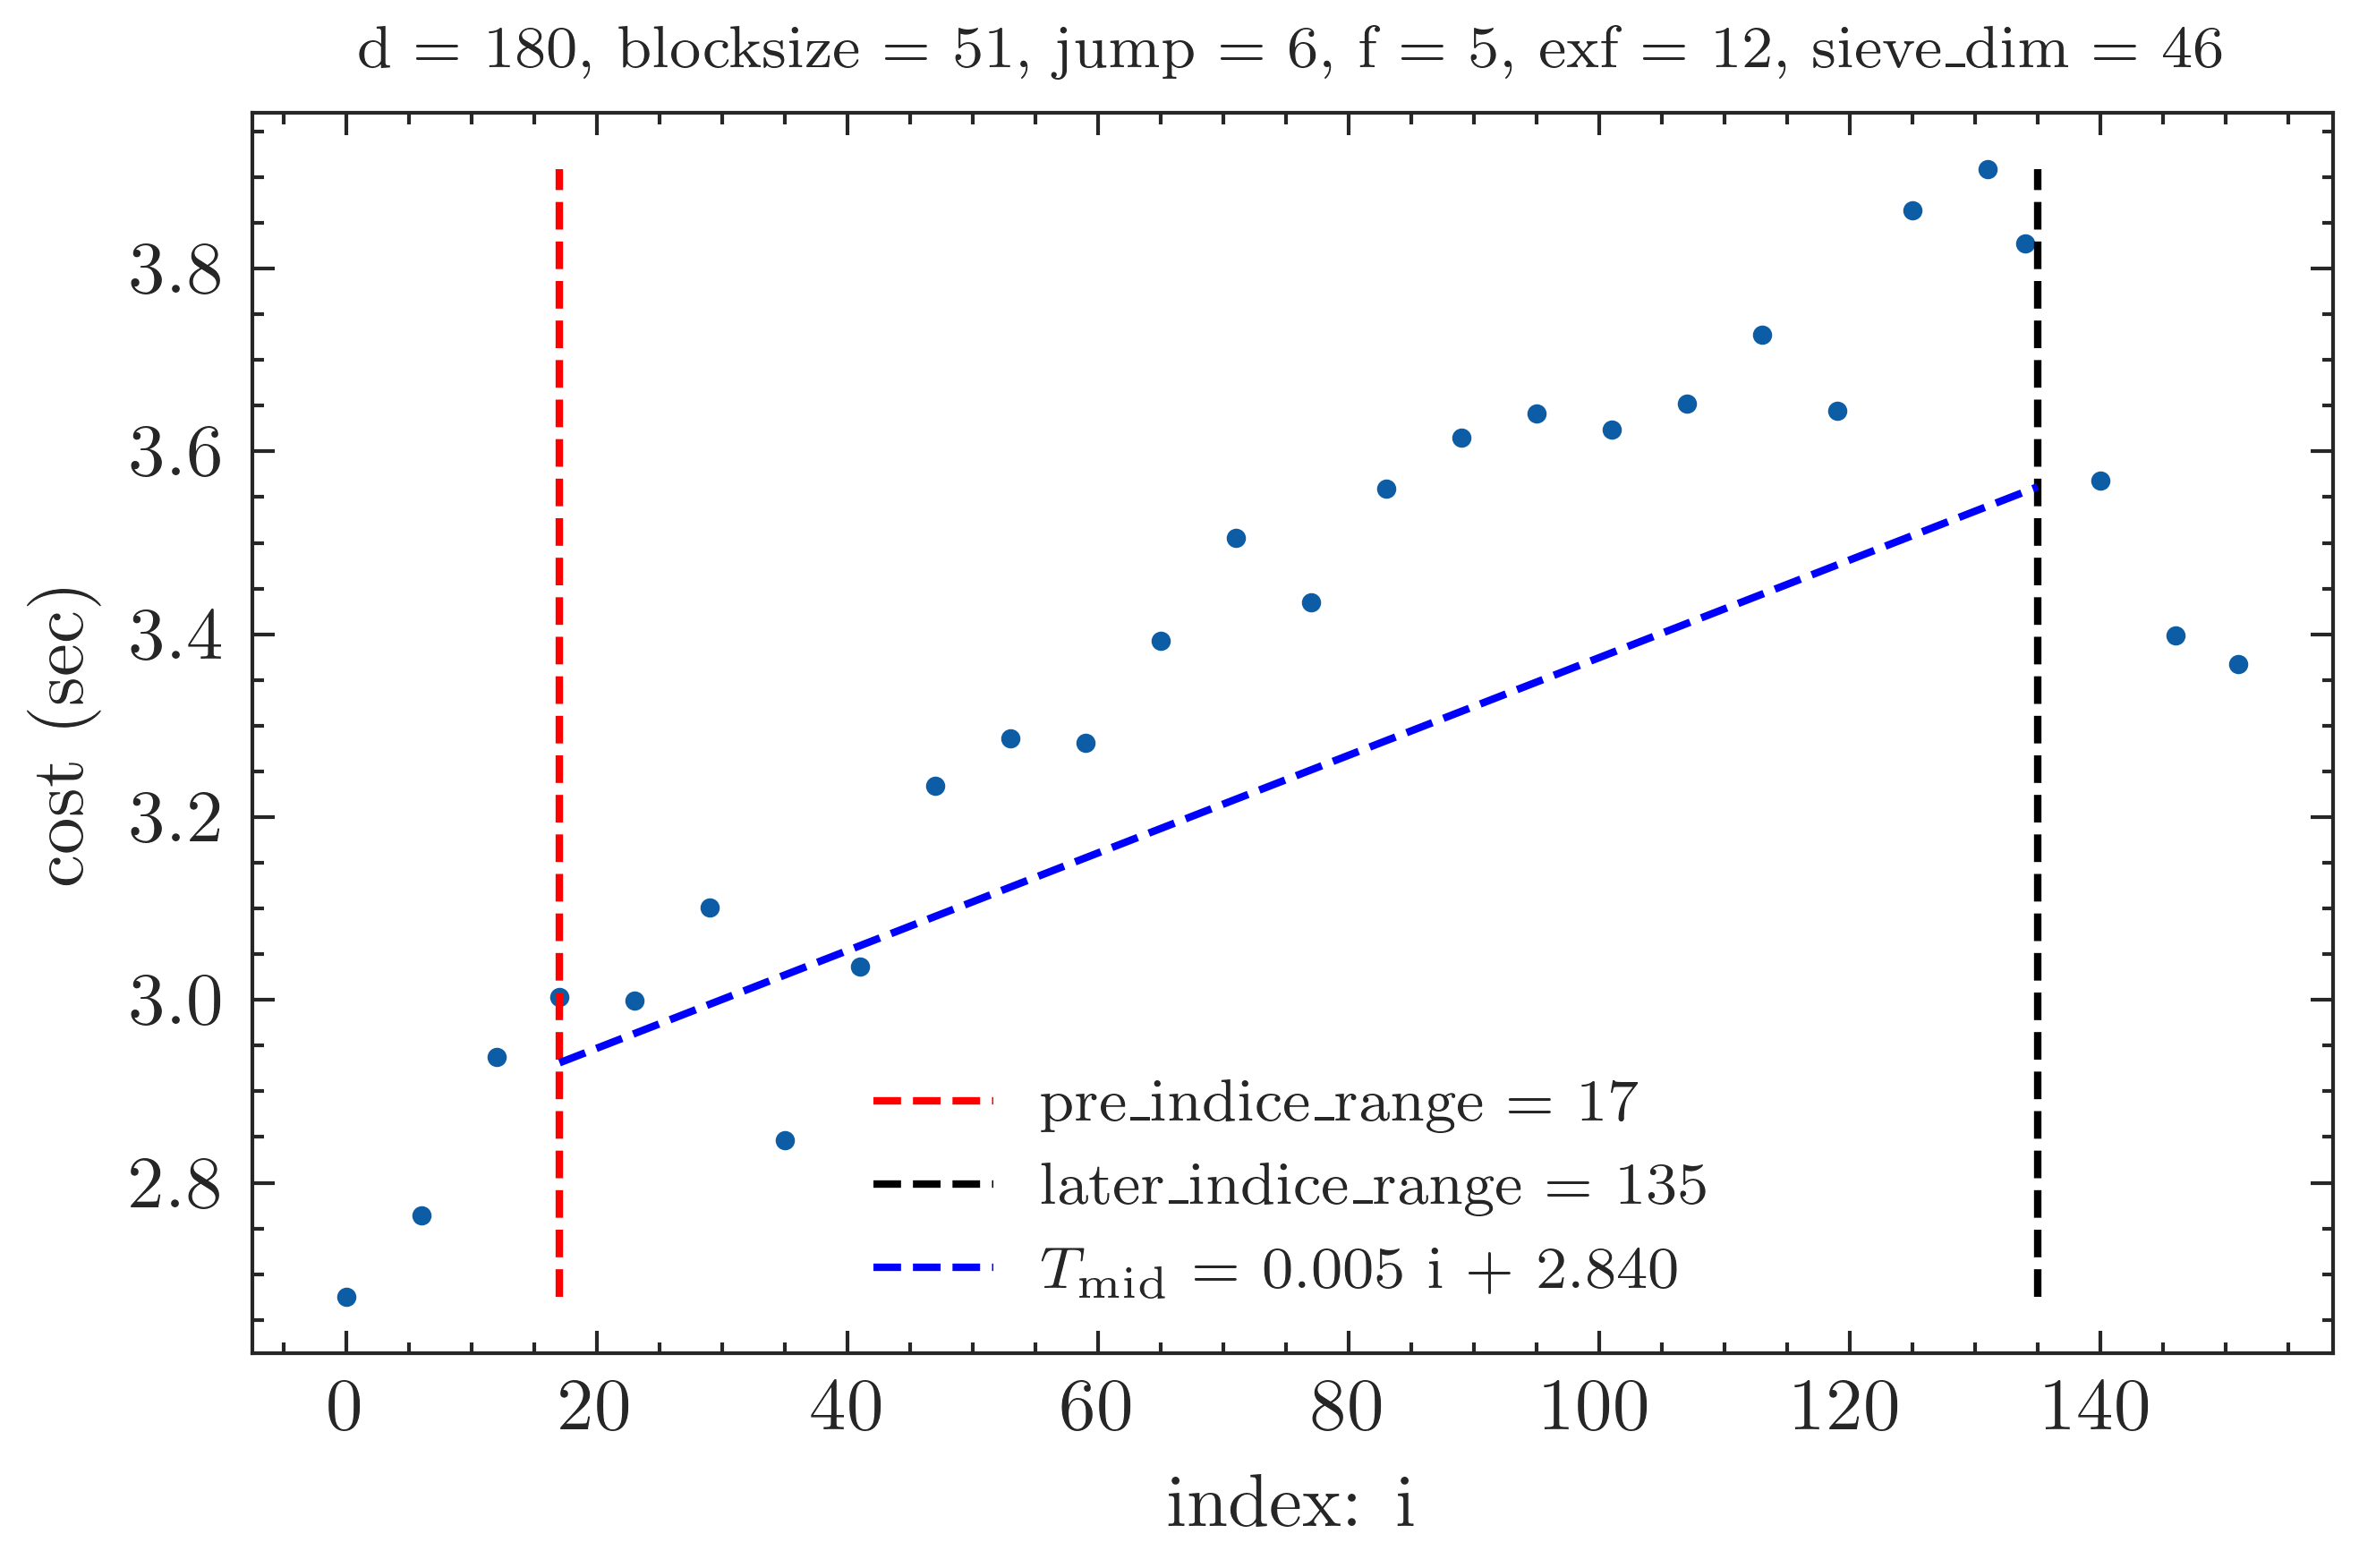 d = 180, blocksize = 51, jump = 6, f = 5, exf = 12, sieve_dim = 46
cost (sec)
3.8
3.6
3.4
3.2
3.0
2.8
pre_indice_range = 17
later_indice_range = 135
T_mid = 0.005 i + 2.840
0 20 40 60 80 100 120 140
index: i